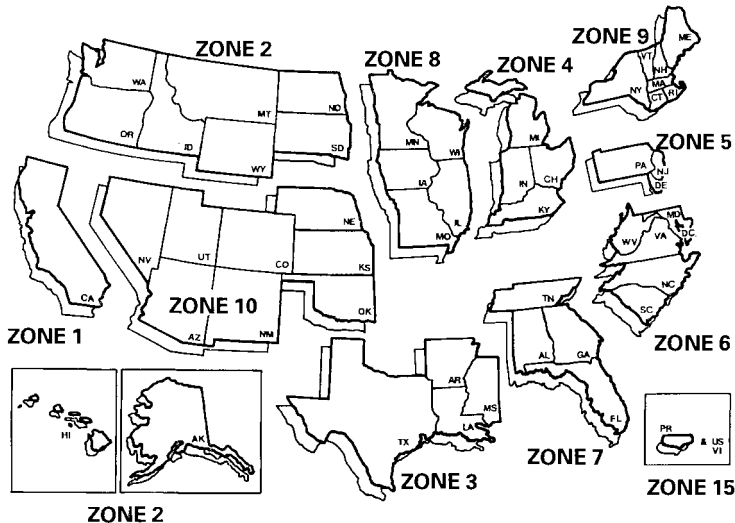 ZONE 2
ZONE 8
ZONE 4
ZONE 9
ME
VT
NH
MA
NY
CT
RI
WA
MT
ND
OR
ID
WY
SD
MN
WI
MI
ZONE 5
PA
NJ
DE
IA
IL
MO
IN
CH
KY
NE
NV
UT
CO
KS
CA
ZONE 10
AZ
NM
OK
MD
DC
WV
VA
NC
SC
ZONE 1
ZONE 6
TN
AL
GA
FL
AR
MS
LA
TX
HI
AK
PR
& US
VI
ZONE 7
ZONE 3
ZONE 15
ZONE 2